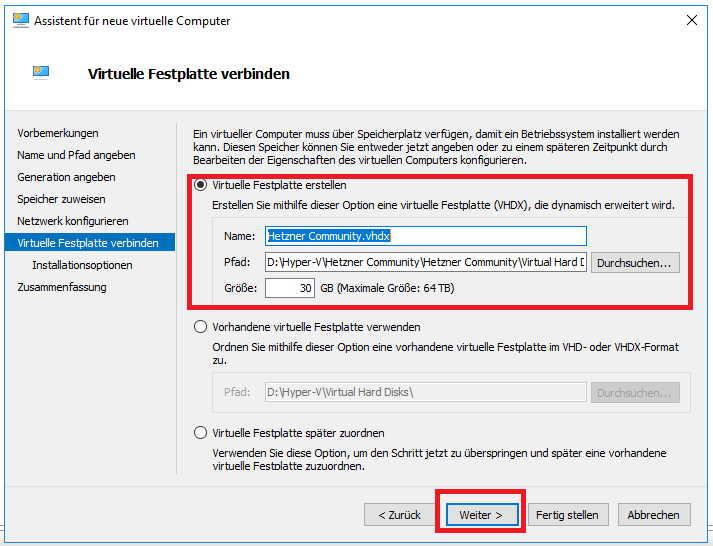 Assistent für neue virtuelle Computer
Virtuelle Festplatte verbinden
Vorbemerkungen
Name und Pfad angeben
Generation angeben
Speicher zuweisen
Netzwerk konfigurieren
Virtuelle Festplatte verbinden
Installationsoptionen
Zusammenfassung
Ein virtueller Computer muss über Speicherplatz verfügen, damit ein Betriebssystem installiert werden
kann. Diesen Speicher können Sie entweder jetzt angeben oder zu einem späteren Zeitpunkt durch
Bearbeiten der Eigenschaften des virtuellen Computers konfigurieren.
Virtuelle Festplatte erstellen
Erstellen Sie mithilfe dieser Option eine virtuelle Festplatte (VHDX), die dynamisch erweitert wird.
Name: Hetzner Community.vhdx
Pfad: D:\Hyper-V\Hetzner Community\Hetzner Community\Virtual Hard D Durchsuchen...
Größe: 30 GB (Maximale Größe: 64 TB)
Vorhandene virtuelle Festplatte verwenden
Ordnen Sie mithilfe dieser Option eine vorhandene virtuelle Festplatte im VHD- oder VHDX-Format
zu.
Pfad: D:\Hyper-V\Virtual Hard Disks\ Durchsuchen...
Virtuelle Festplatte später zuordnen
Verwenden Sie diese Option, um den Schritt jetzt zu überspringen und später eine vorhandene
virtuelle Festplatte zuzuordnen.
< Zurück Weiter > Fertig stellen Abbrechen